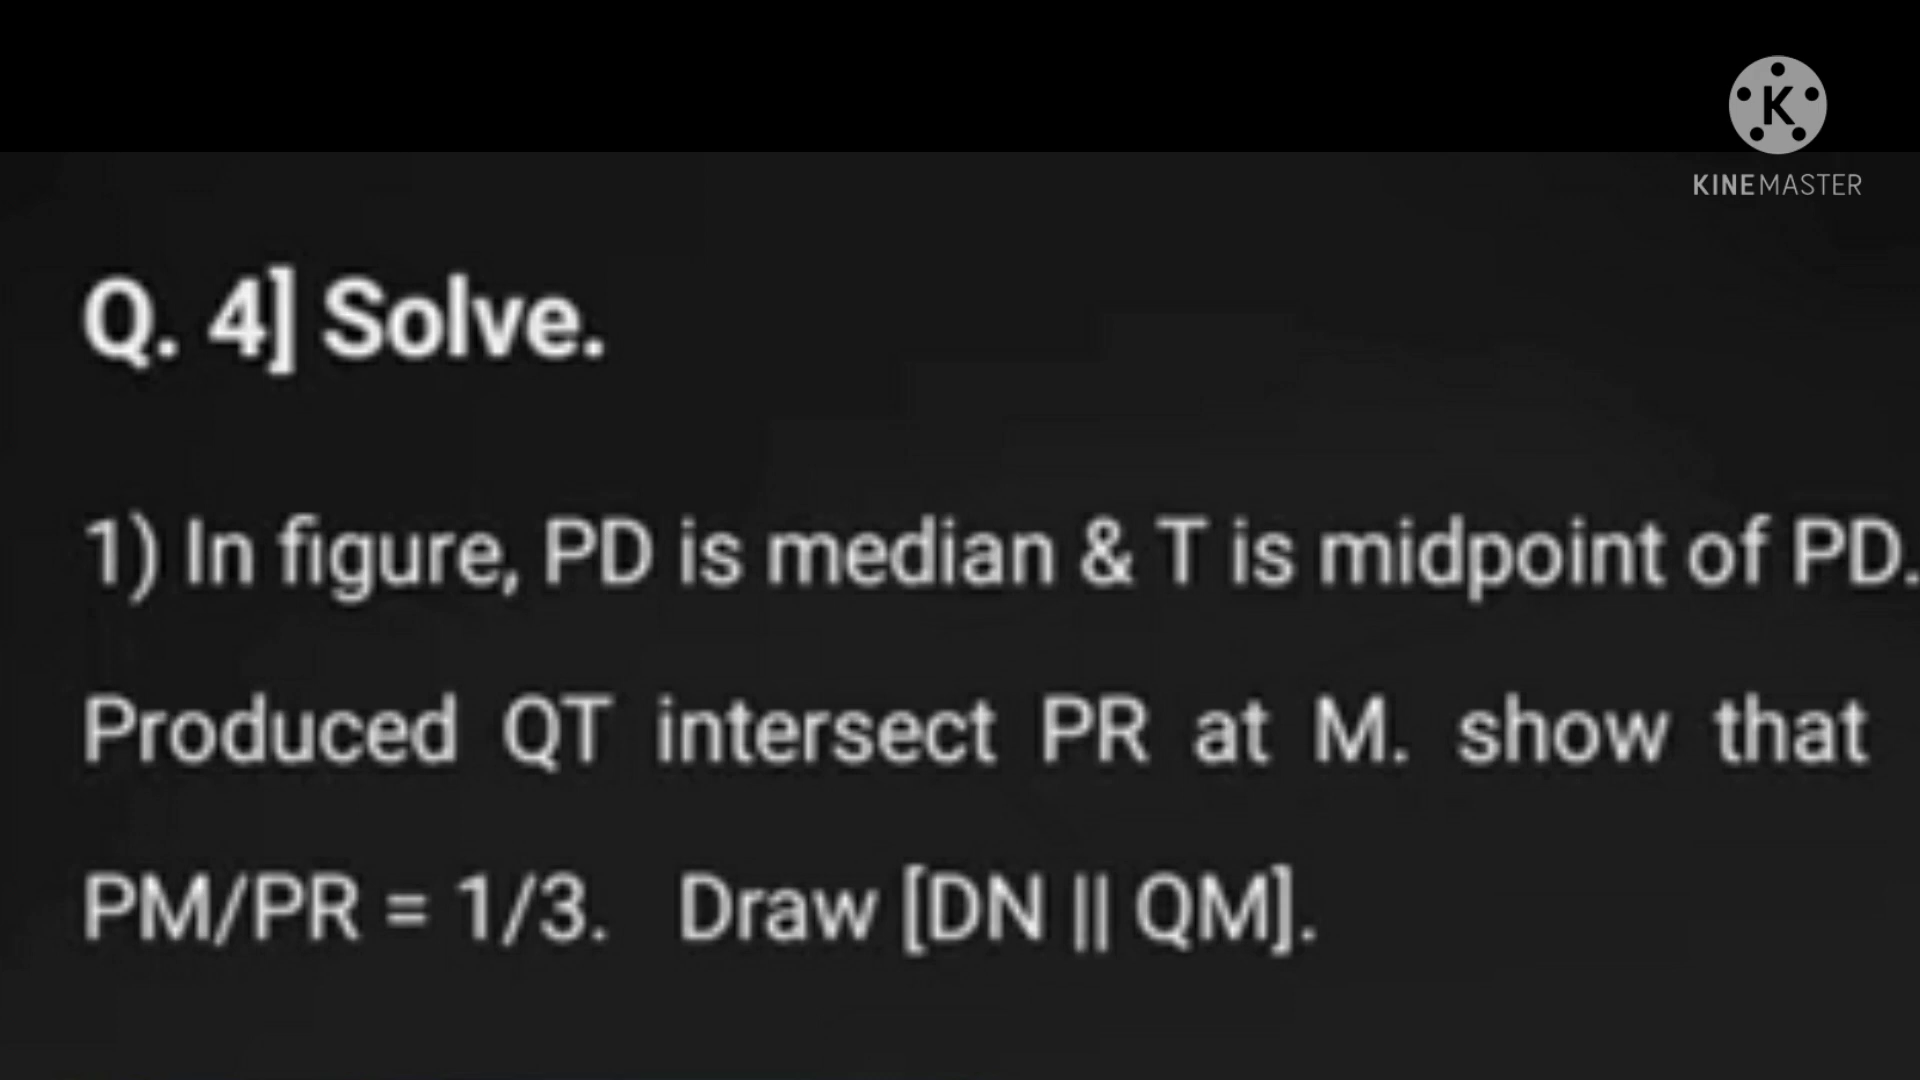 K
KINEMASTER
Q. 4] Solve.
1) In figure, PD is median & T is midpoint of PD.
Produced QT intersect PR at M. show that
PM/PR = 1/3. Draw [DN || QM].